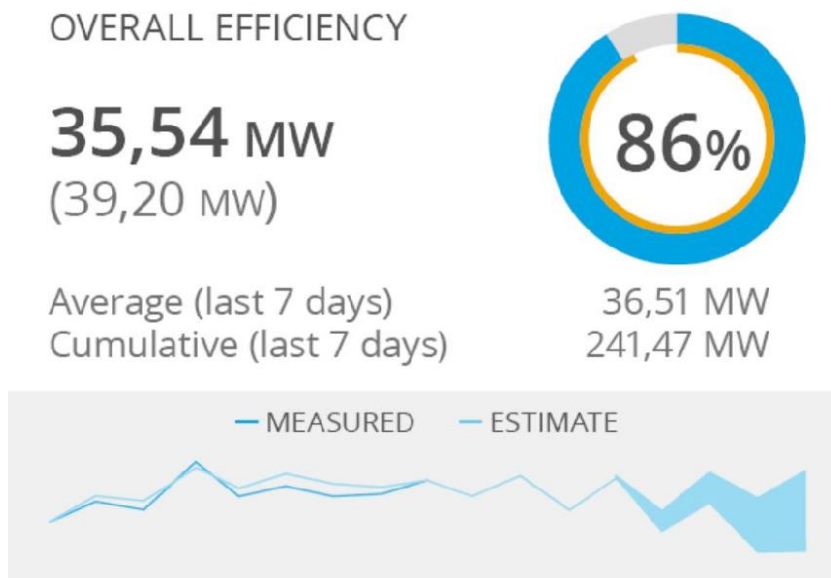 OVERALL EFFICIENCY
35,54 MW
(39,20 MW)
86%
Average (last 7 days) 36,51 MW
Cumulative (last 7 days) 241,47 MW
MEASURED ESTIMATE